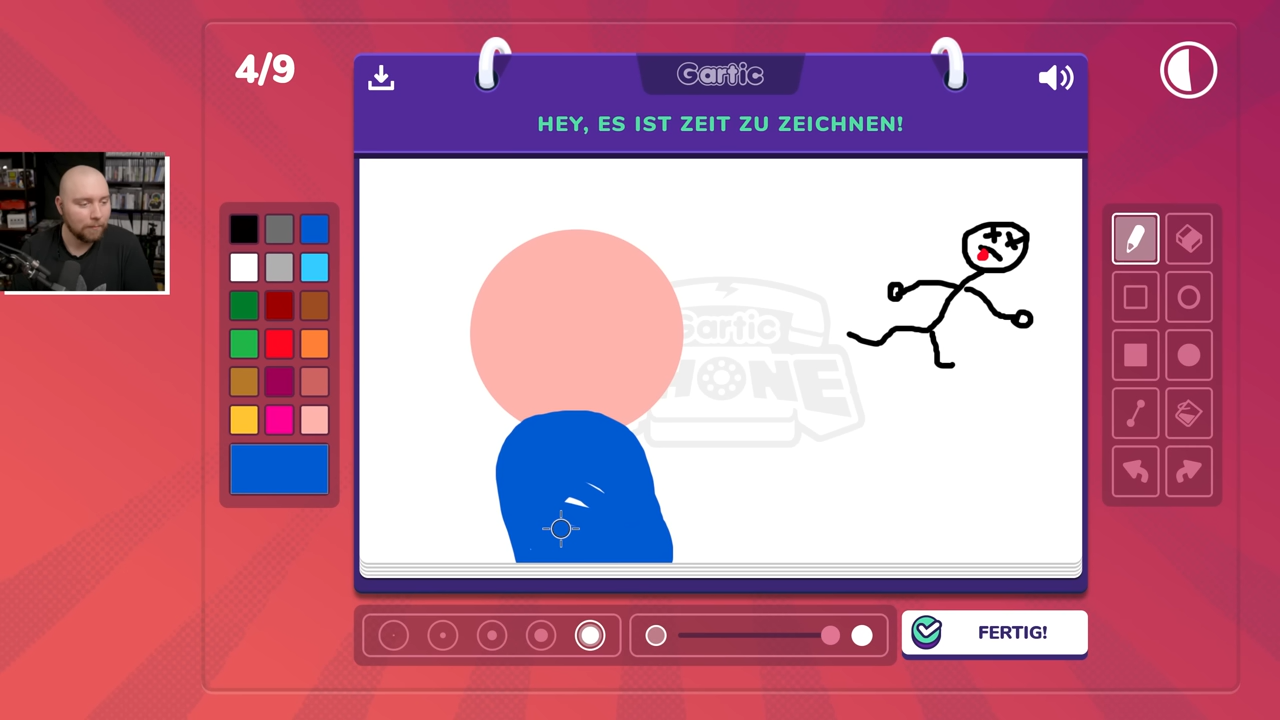 4/9
Gartic
HEY, ES IST ZEIT ZU ZEICHNEN!
Gartic
PHONE
FERTIG!